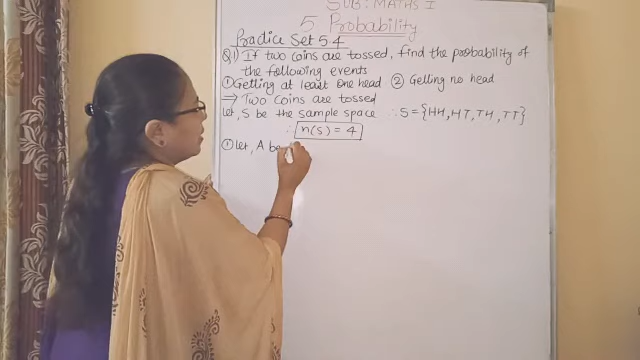 SUB: MATHS I
5. Probability
Practice Set 5.4
Q1) If two coins are tossed, find the probability of
the following events
① Getting at least one head ② Getting no head
⇒ Two coins are tossed
Let, S be the sample space ∴ S = {HH, HT, TH, TT}
∴ n(S) = 4
① Let, A be